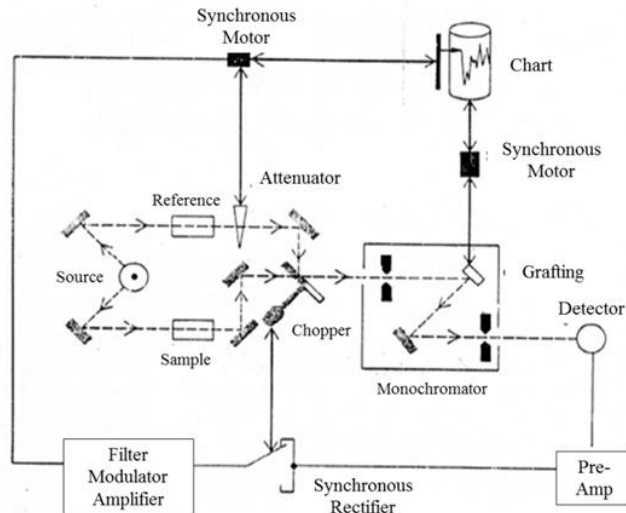 Synchronous
Motor
Chart
Synchronous
Motor
Attenuator
Reference
Grafting
Source
Detector
Chopper
Sample
Monochromator
Filter
Modulator
Amplifier
Synchronous
Rectifier
Pre-
Amp